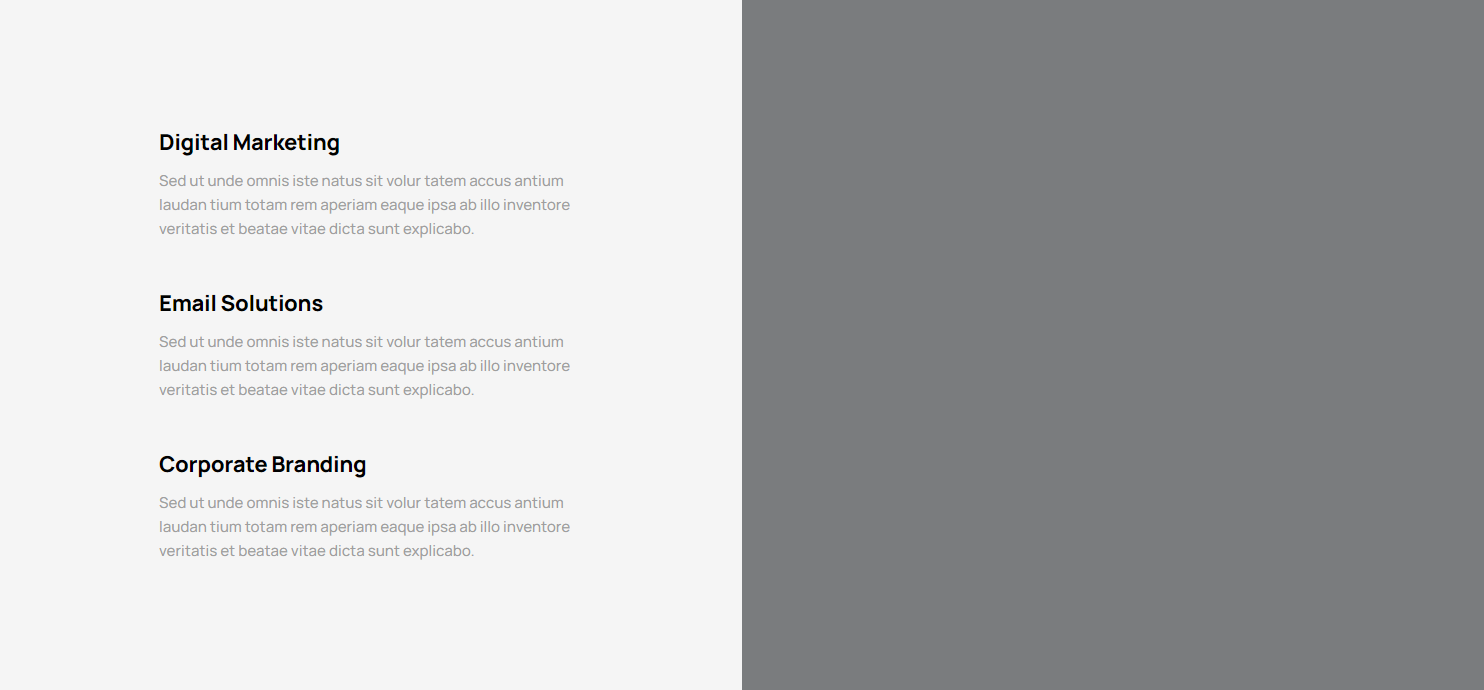 Digital Marketing
Sed ut unde omnis iste natus sit volur tatem accus antium
laudan tium totam rem aperiam eaque ipsa ab illo inventore
veritatis et beatae vitae dicta sunt explicabo.
Email Solutions
Sed ut unde omnis iste natus sit volur tatem accus antium
laudan tium totam rem aperiam eaque ipsa ab illo inventore
veritatis et beatae vitae dicta sunt explicabo.
Corporate Branding
Sed ut unde omnis iste natus sit volur tatem accus antium
laudan tium totam rem aperiam eaque ipsa ab illo inventore
veritatis et beatae vitae dicta sunt explicabo.